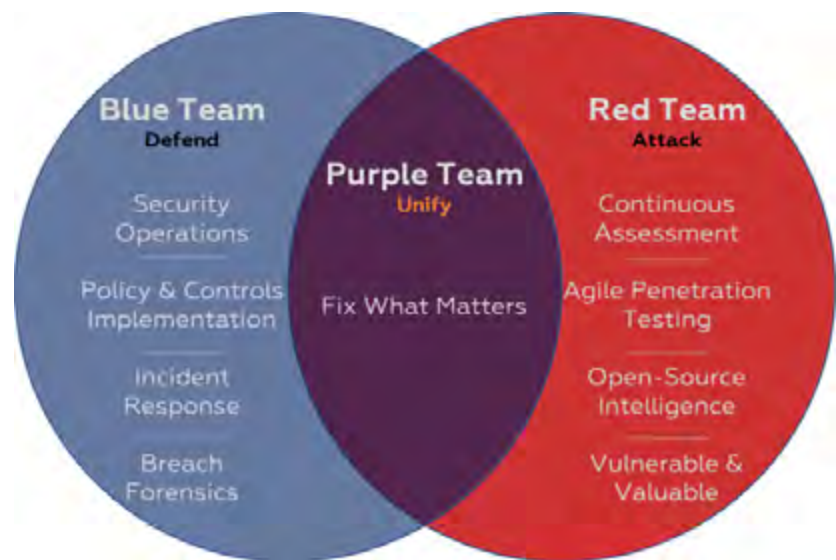 Blue Team
Defend
Security
Operations
Policy & Controls
Implementation
Incident
Response
Breach
Forensics
Purple Team
Unify
Fix What Matters
Red Team
Attack
Continuous
Assessment
Agile Penetration
Testing
Open-Source
Intelligence
Vulnerable &
Valuable